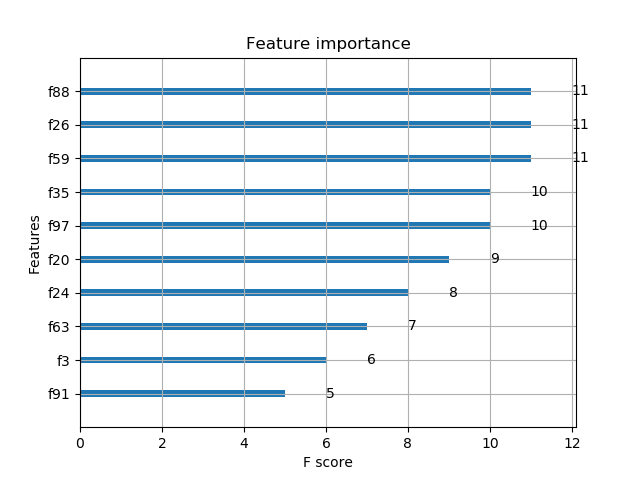 Feature importance
f88 11
f26 11
f59 11
f35 10
f97 10
f20 9
f24 8
f63 7
f3 6
f91 5
Features
0 2 4 6 8 10 12
F score